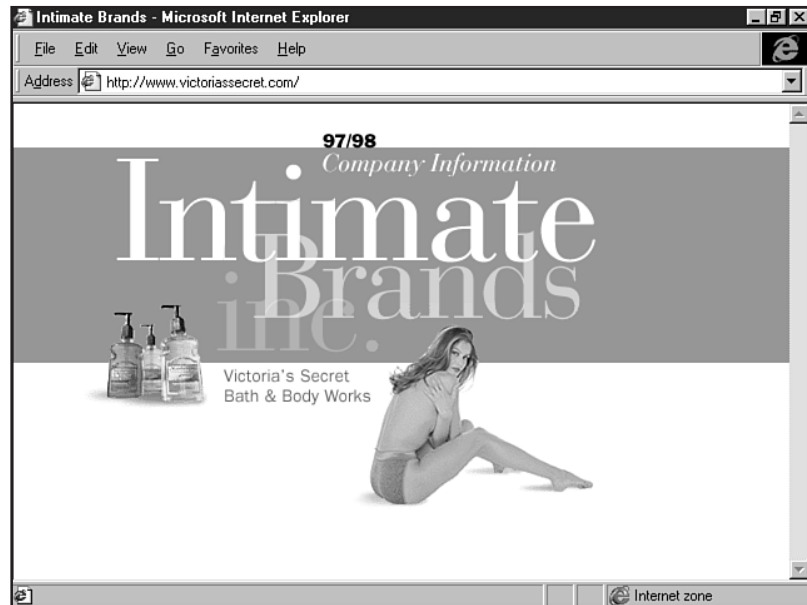 Intimate Brands - Microsoft Internet Explorer
File Edit View Go Favorites Help
Address http://www.victoriassecret.com/
97/98
Company Information
Intimate
Brands
inc.
Victoria's Secret
Bath & Body Works
Internet zone